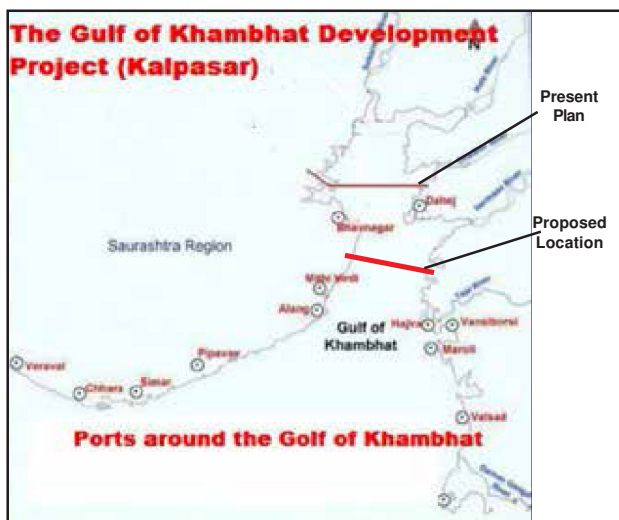 The Gulf of Khambhat Development
Project (Kalpasar)
N
Present
Plan
Dahej
Bhavnagar
Proposed
Location
Saurashtra Region
Mithi Virdi
Alang
Gulf of
Khambhat
Hajira
Vansiborsi
Maroli
Pipavav
Veraval
Chhara
Simar
Valsad
Ports around the Golf of Khambhat